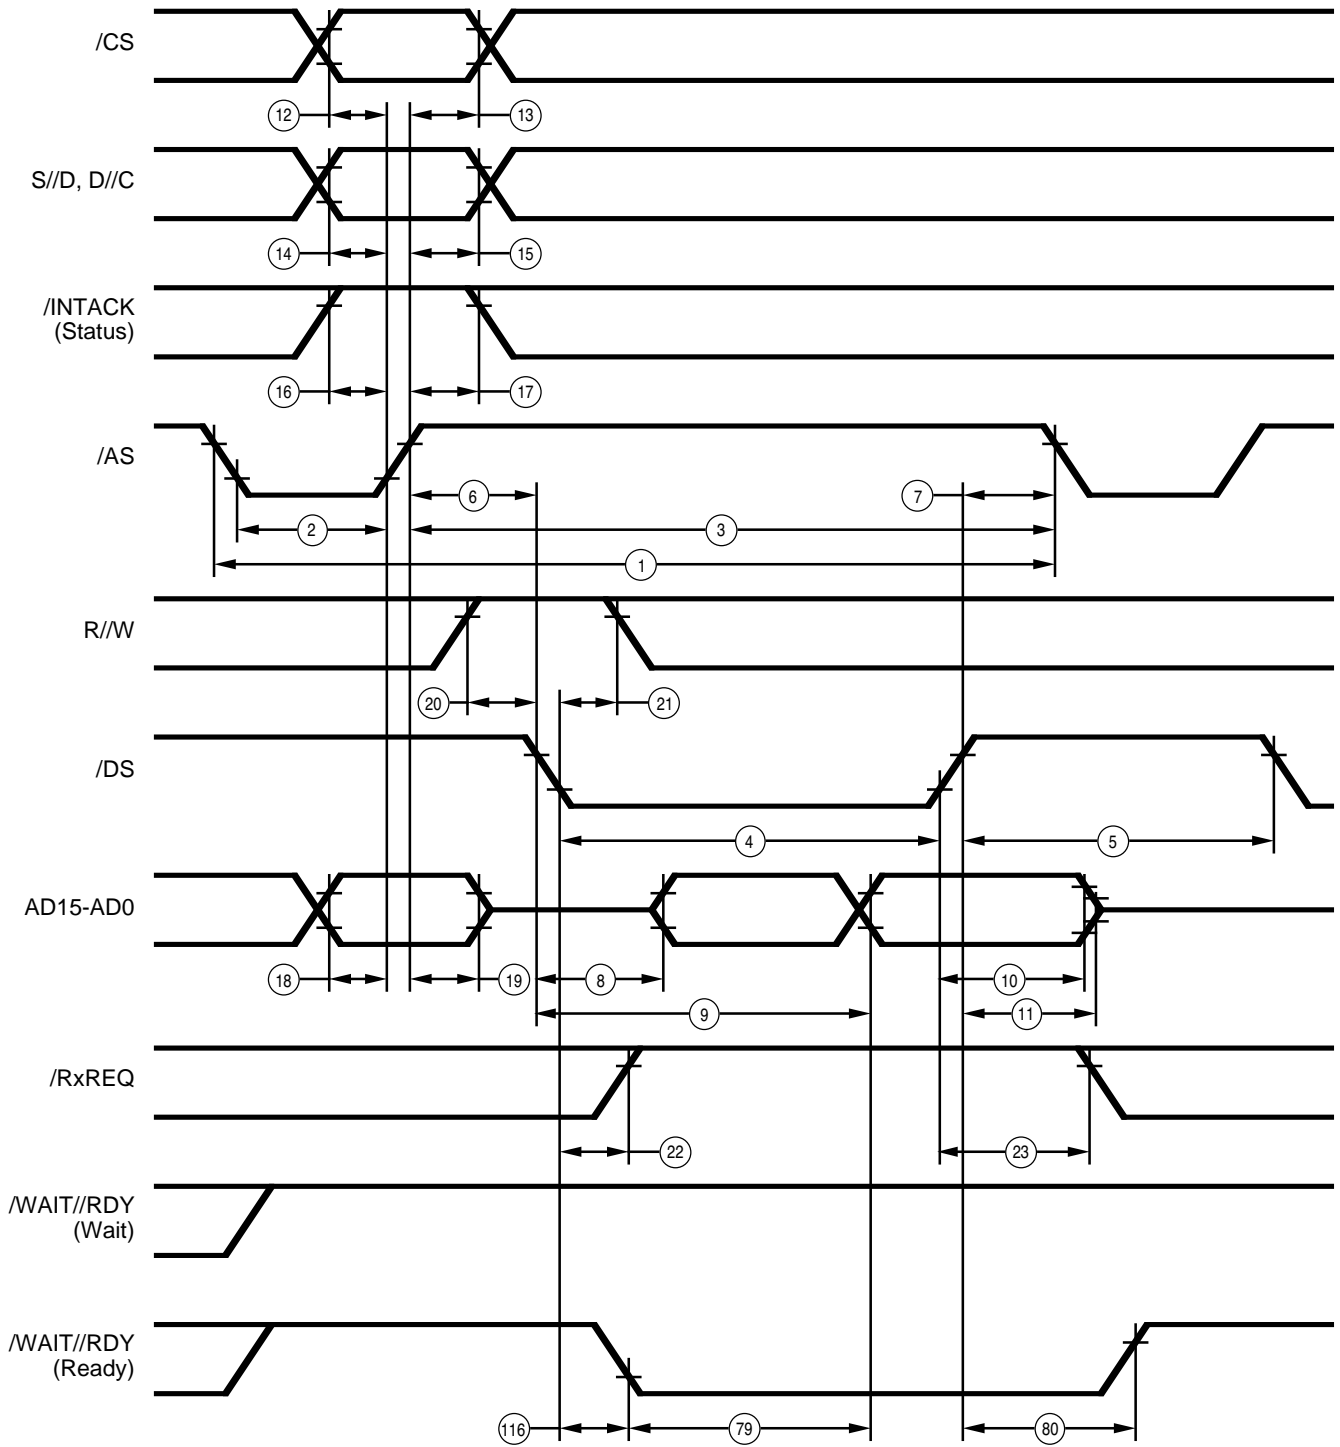 /CS
12
13
S//D, D//C
14
15
/INTACK
(Status)
16
17
/AS
6
7
2
3
1
R//W
20
21
/DS
4
5
AD15-AD0
18
19
8
10
9
11
/RxREQ
22
23
/WAIT//RDY
(Wait)
/WAIT//RDY
(Ready)
116
79
80